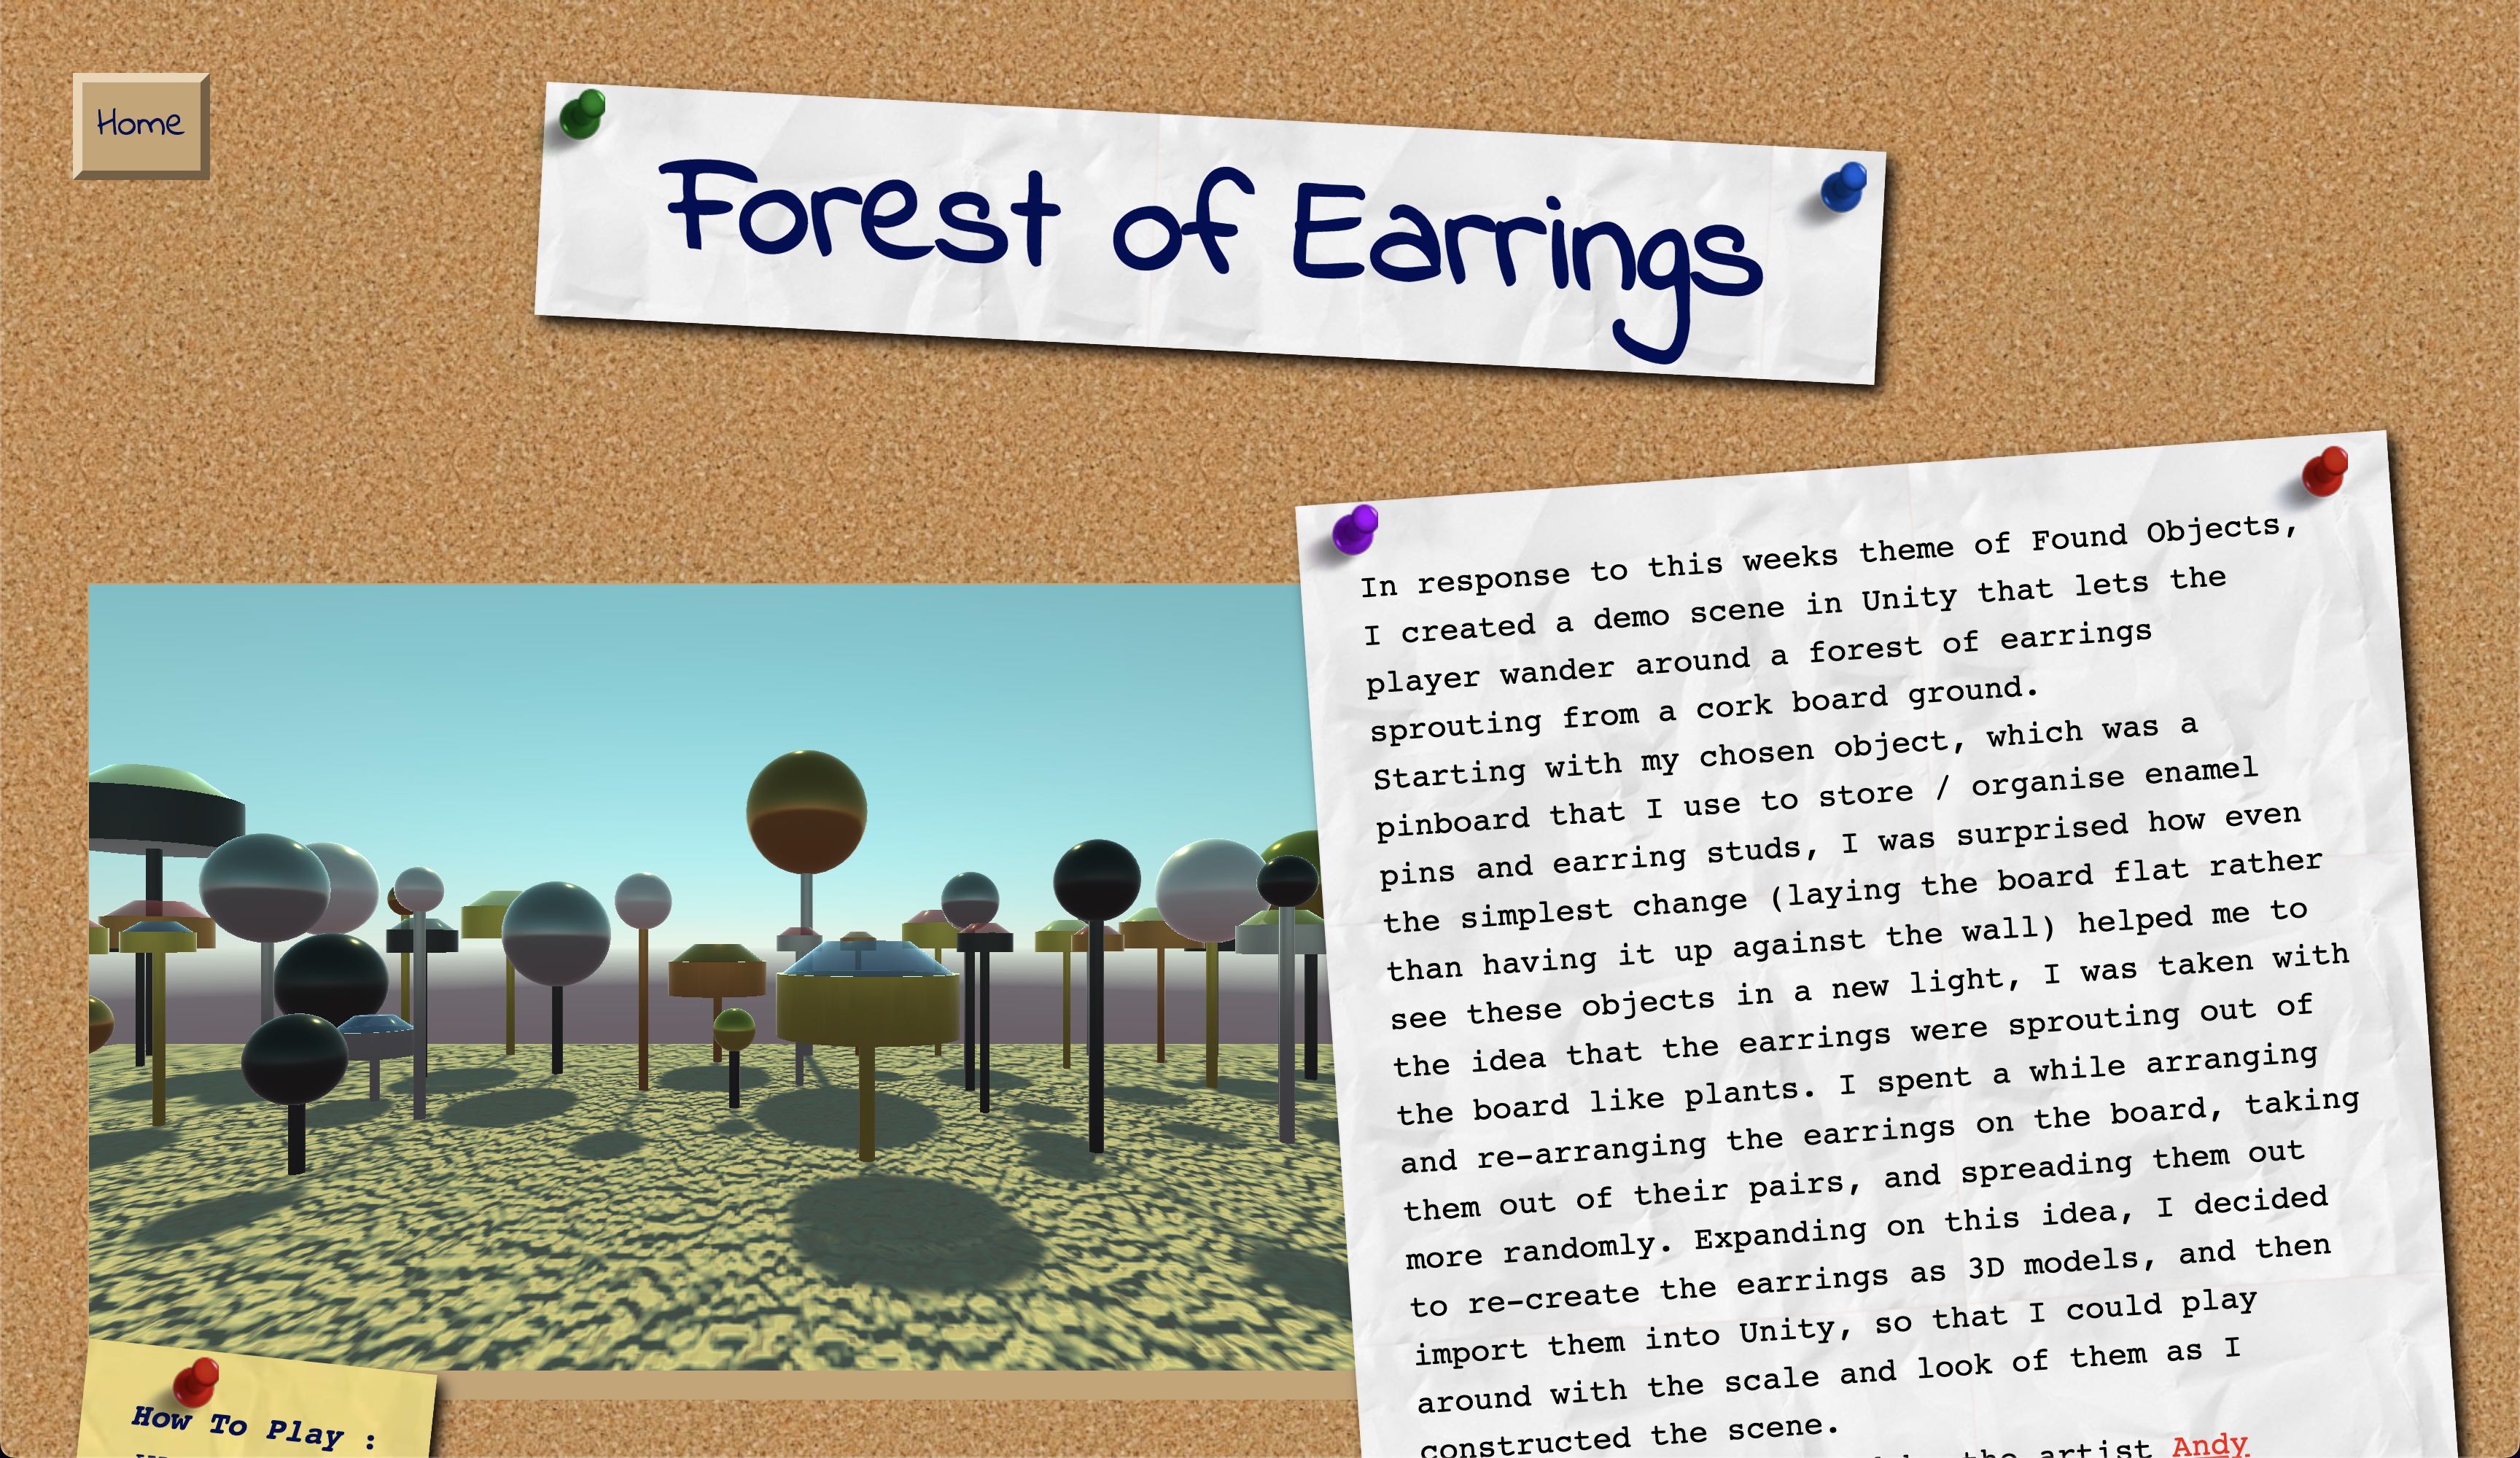 Home
Forest of Earrings
In response to this weeks theme of Found Objects,
I created a demo scene in Unity that lets the
player wander around a forest of earrings
sprouting from a cork board ground.
Starting with my chosen object, which was a
pinboard that I use to store / organise enamel
pins and earring studs, I was surprised how even
the simplest change (laying the board flat rather
than having it up against the wall) helped me to
see these objects in a new light, I was taken with
the idea that the earrings were sprouting out of
the board like plants. I spent a while arranging
and re-arranging the earrings on the board, taking
them out of their pairs, and spreading them out
more randomly. Expanding on this idea, I decided
to re-create the earrings as 3D models, and then
import them into Unity, so that I could play
around with the scale and look of them as I
constructed the scene.
the artist Andy
How To Play :